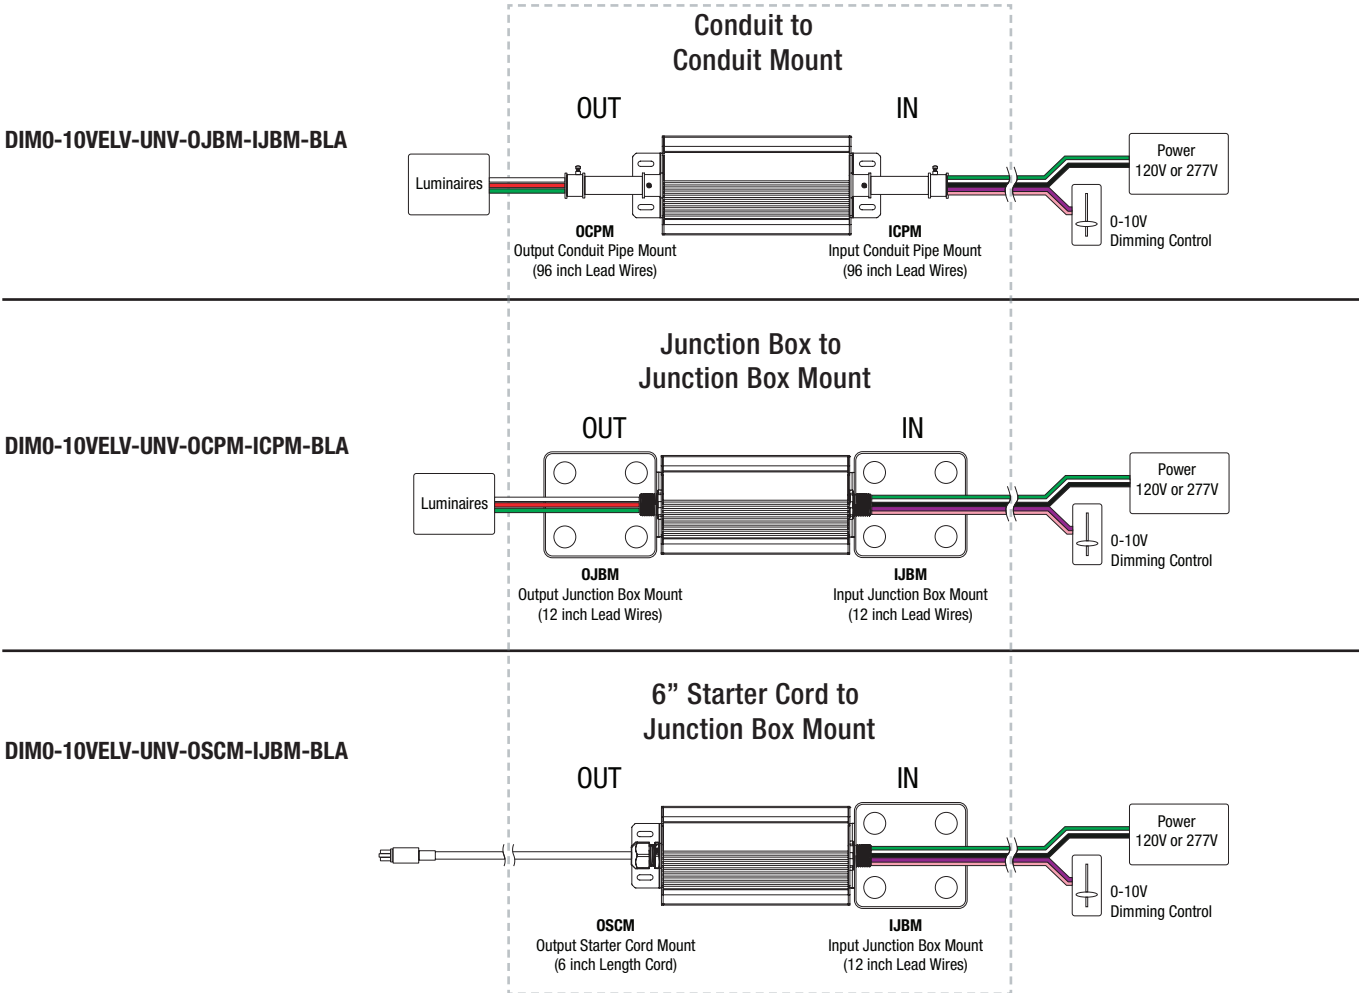 Conduit to
Conduit Mount
OUT
IN
DIM0-10VELV-UNV-OJBM-IJBM-BLA
Luminaires
Power
120V or 277V
0-10V
Dimming Control
OCPM
Output Conduit Pipe Mount
(96 inch Lead Wires)
ICPM
Input Conduit Pipe Mount
(96 inch Lead Wires)
Junction Box to
Junction Box Mount
OUT
IN
DIM0-10VELV-UNV-OCPM-ICPM-BLA
Luminaires
Power
120V or 277V
0-10V
Dimming Control
OJBM
Output Junction Box Mount
(12 inch Lead Wires)
IJBM
Input Junction Box Mount
(12 inch Lead Wires)
6” Starter Cord to
Junction Box Mount
DIM0-10VELV-UNV-OSCM-IJBM-BLA
OUT
IN
Power
120V or 277V
0-10V
Dimming Control
OSCM
Output Starter Cord Mount
(6 inch Length Cord)
IJBM
Input Junction Box Mount
(12 inch Lead Wires)